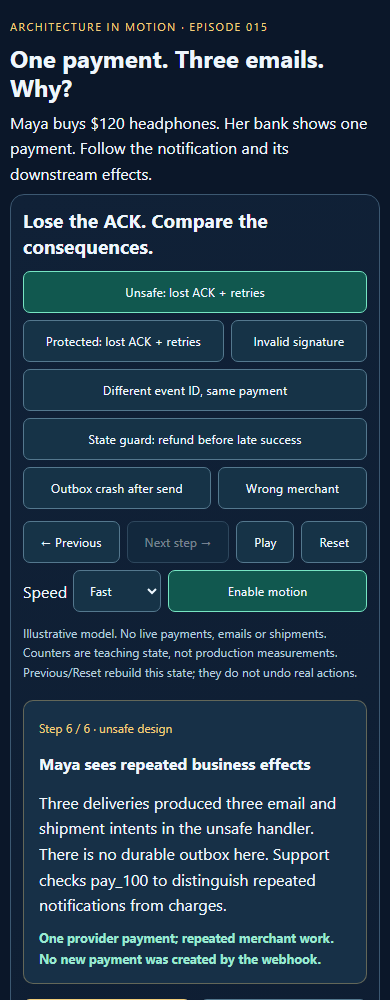 ARCHITECTURE IN MOTION · EPISODE 015
One payment. Three emails.
Why?
Maya buys $120 headphones. Her bank shows one
payment. Follow the notification and its
downstream effects.
Lose the ACK. Compare the
consequences.
Unsafe: lost ACK + retries
Protected: lost ACK + retries
Invalid signature
Different event ID, same payment
State guard: refund before late success
Outbox crash after send
Wrong merchant
← Previous
Next step →
Play
Reset
Speed
Fast
Enable motion
Illustrative model. No live payments, emails or shipments.
Counters are teaching state, not production measurements.
Previous/Reset rebuild this state; they do not undo real actions.
Step 6 / 6 · unsafe design
Maya sees repeated business effects
Three deliveries produced three email and
shipment intents in the unsafe handler.
There is no durable outbox here. Support
checks pay_100 to distinguish repeated
notifications from charges.
One provider payment; repeated merchant work.
No new payment was created by the webhook.